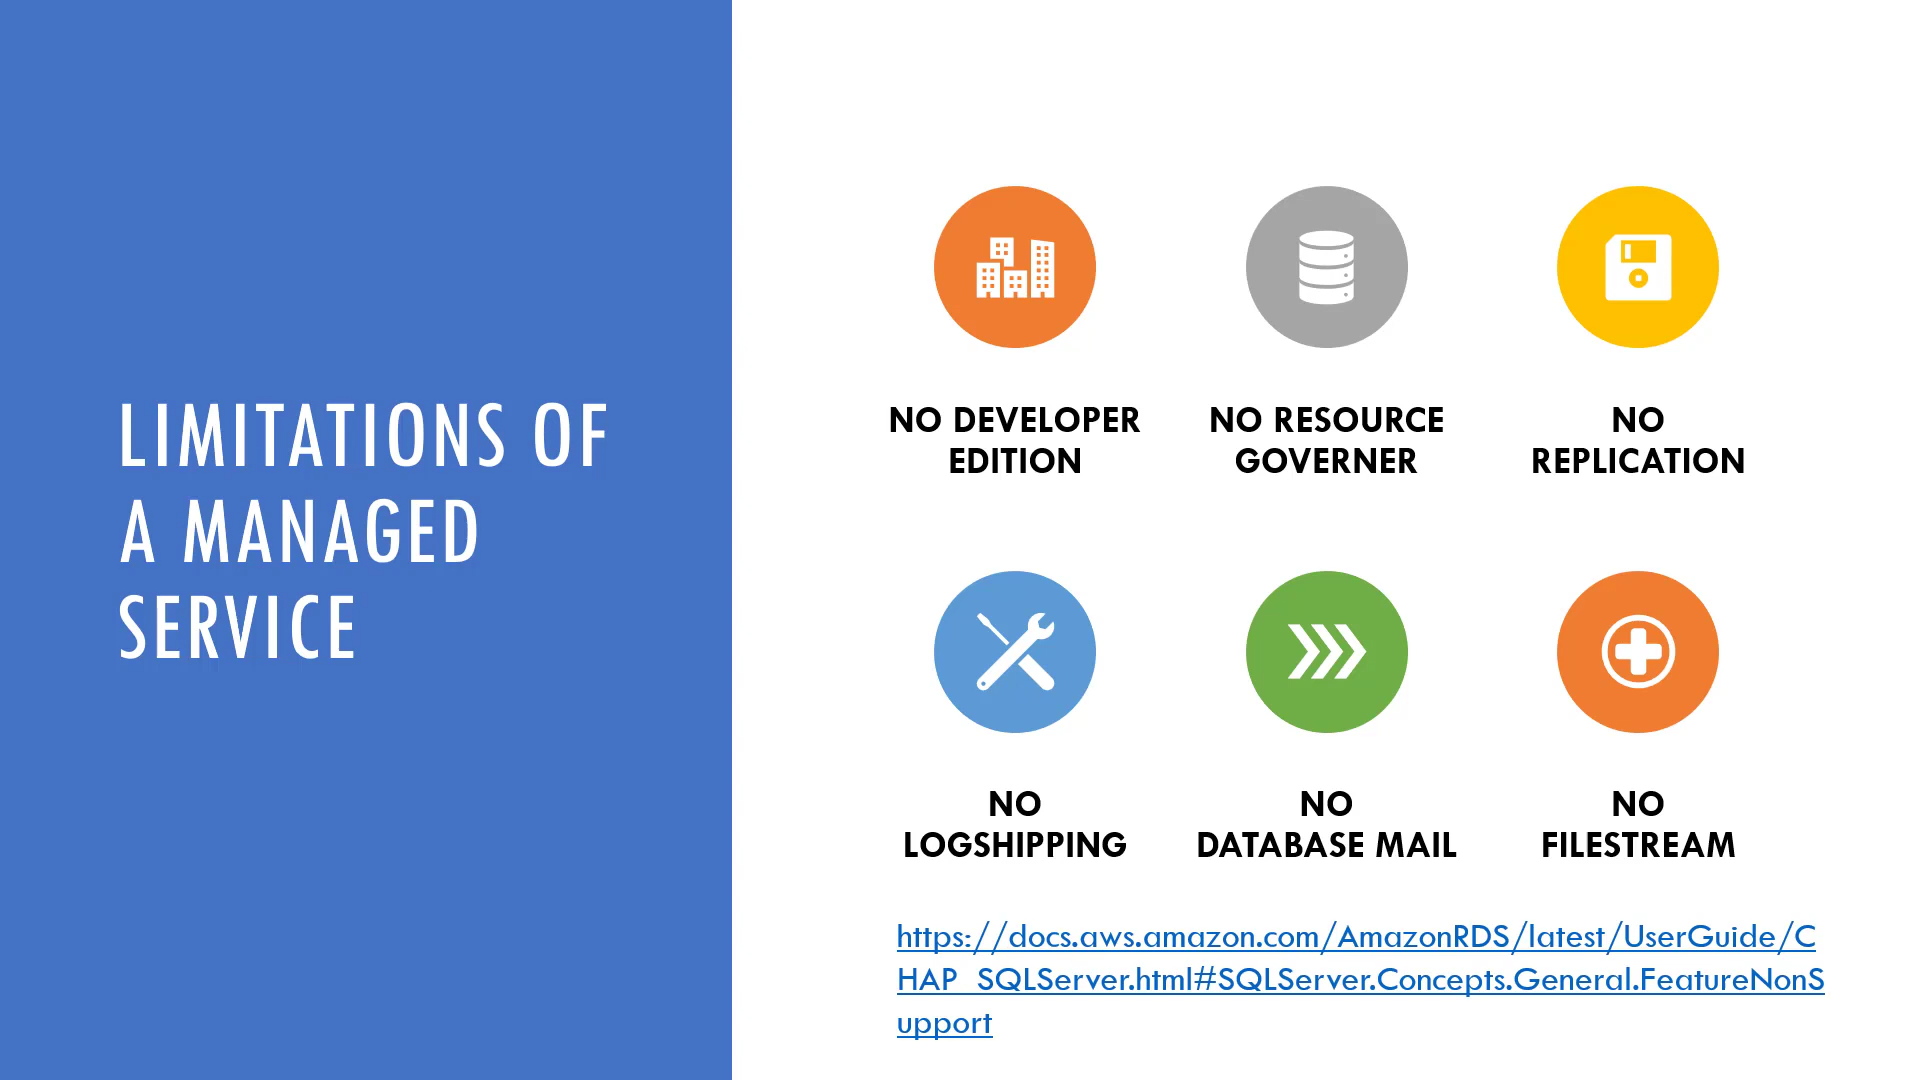 LIMITATIONS OF
A MANAGED
SERVICE
NO DEVELOPER
EDITION
NO RESOURCE
GOVERNER
NO
REPLICATION
NO
LOGSHIPPING
NO
DATABASE MAIL
NO
FILESTREAM
https://docs.aws.amazon.com/AmazonRDS/latest/UserGuide/C
HAP_SQLServer.html#SQLServer.Concepts.General.FeatureNonS
upport